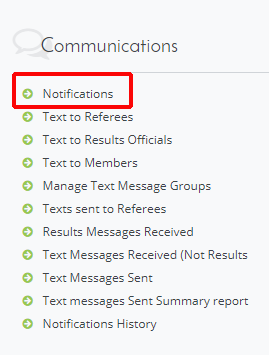 Communications
Notifications
Text to Referees
Text to Results Officials
Text to Members
Manage Text Message Groups
Texts sent to Referees
Results Messages Received
Text Messages Received (Not Results
Text Messages Sent
Text messages Sent Summary report
Notifications History